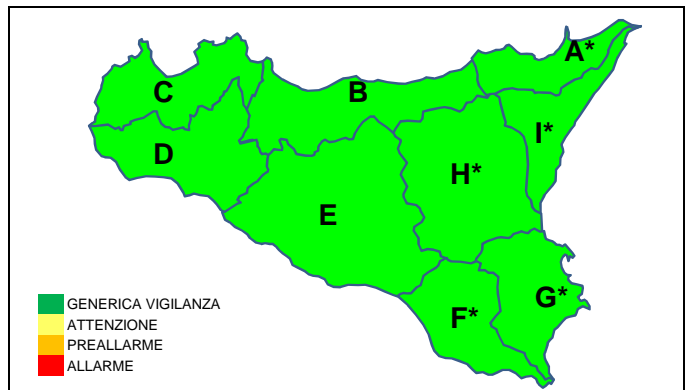 A*
C
B
I*
D
H*
E
G*
F*
GENERICA VIGILANZA
ATTENZIONE
PREALLARME
ALLARME